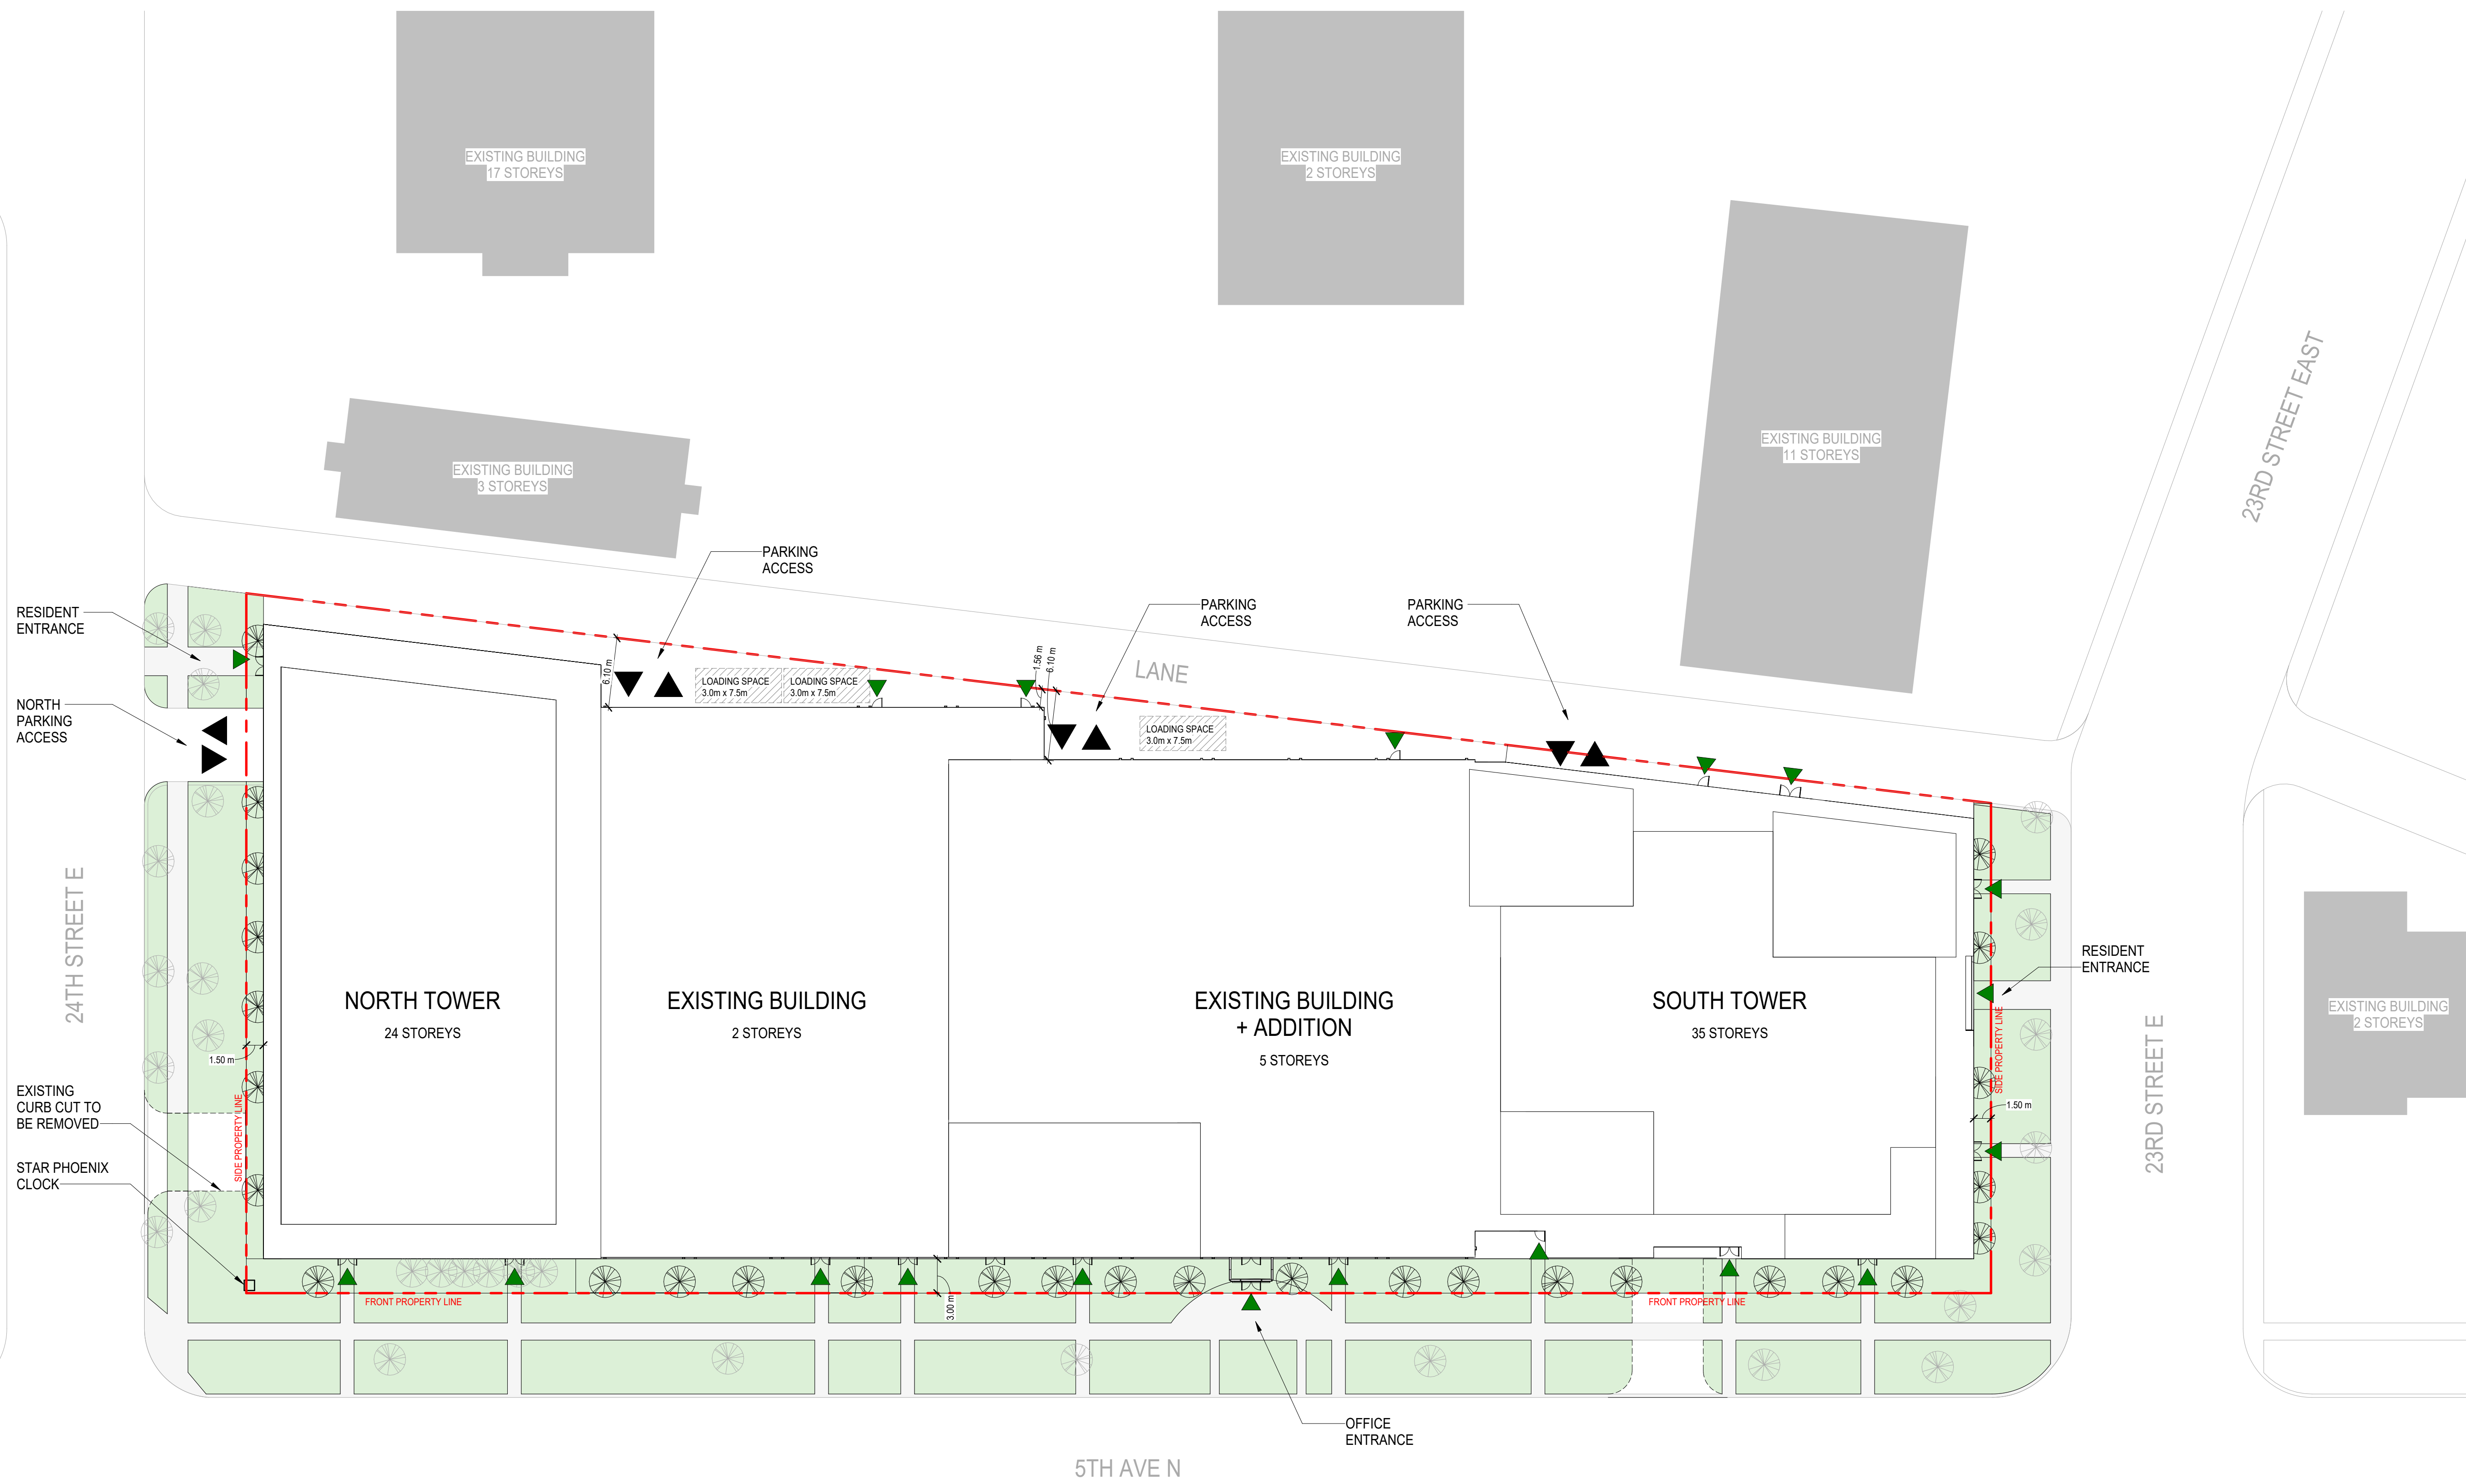 EXISTING BUILDING
17 STOREYS
EXISTING BUILDING
2 STOREYS
EXISTING BUILDING
11 STOREYS
23RD STREET EAST
EXISTING BUILDING
3 STOREYS
PARKING
ACCESS
PARKING
ACCESS
PARKING
ACCESS
RESIDENT
ENTRANCE
NORTH
PARKING
ACCESS
6.10 m
LOADING SPACE
3.0m x 7.5m
LOADING SPACE
3.0m x 7.5m
1.56 m
6.10 m
LANE
LOADING SPACE
3.0m x 7.5m
24TH STREET E
NORTH TOWER
24 STOREYS
EXISTING BUILDING
2 STOREYS
EXISTING BUILDING
+ ADDITION
5 STOREYS
SOUTH TOWER
35 STOREYS
RESIDENT
ENTRANCE
EXISTING BUILDING
2 STOREYS
1.50 m
SIDE PROPERTY LINE
SIDE PROPERTY LINE
1.50 m
23RD STREET E
EXISTING
CURB CUT TO
BE REMOVED
STAR PHOENIX
CLOCK
FRONT PROPERTY LINE
3.00 m
FRONT PROPERTY LINE
OFFICE
ENTRANCE
5TH AVE N